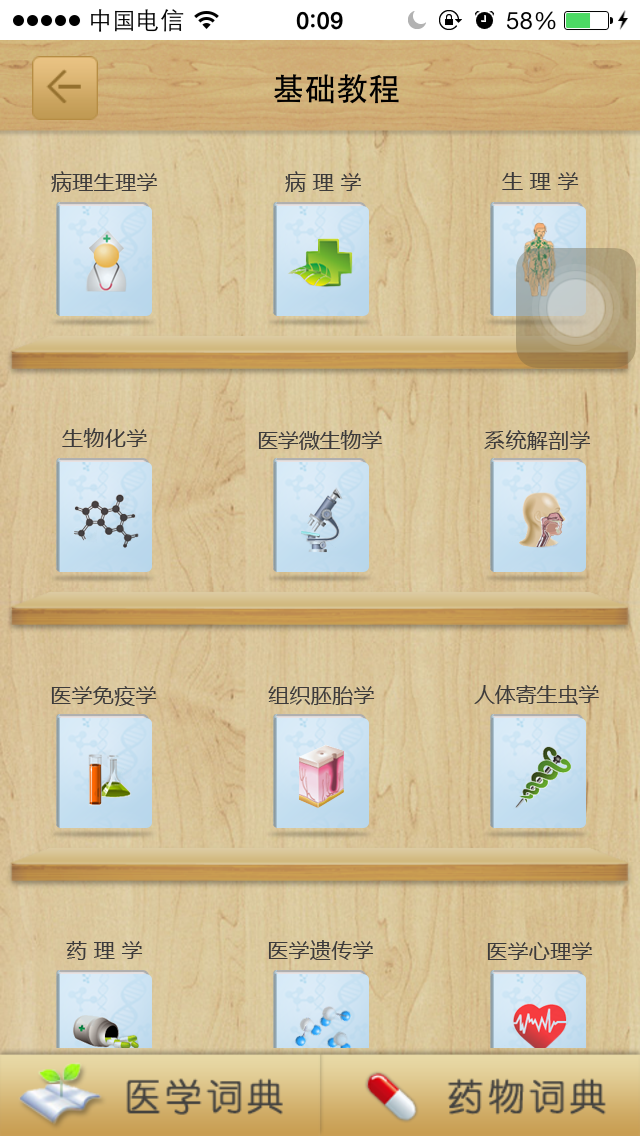 中国电信 0:09 58%
基础教程
病理生理学 病 理 学 生 理 学
生物化学 医学微生物学 系统解剖学
医学免疫学 组织胚胎学 人体寄生虫学
药 理 学 医学遗传学 医学心理学
医学词典 药物词典